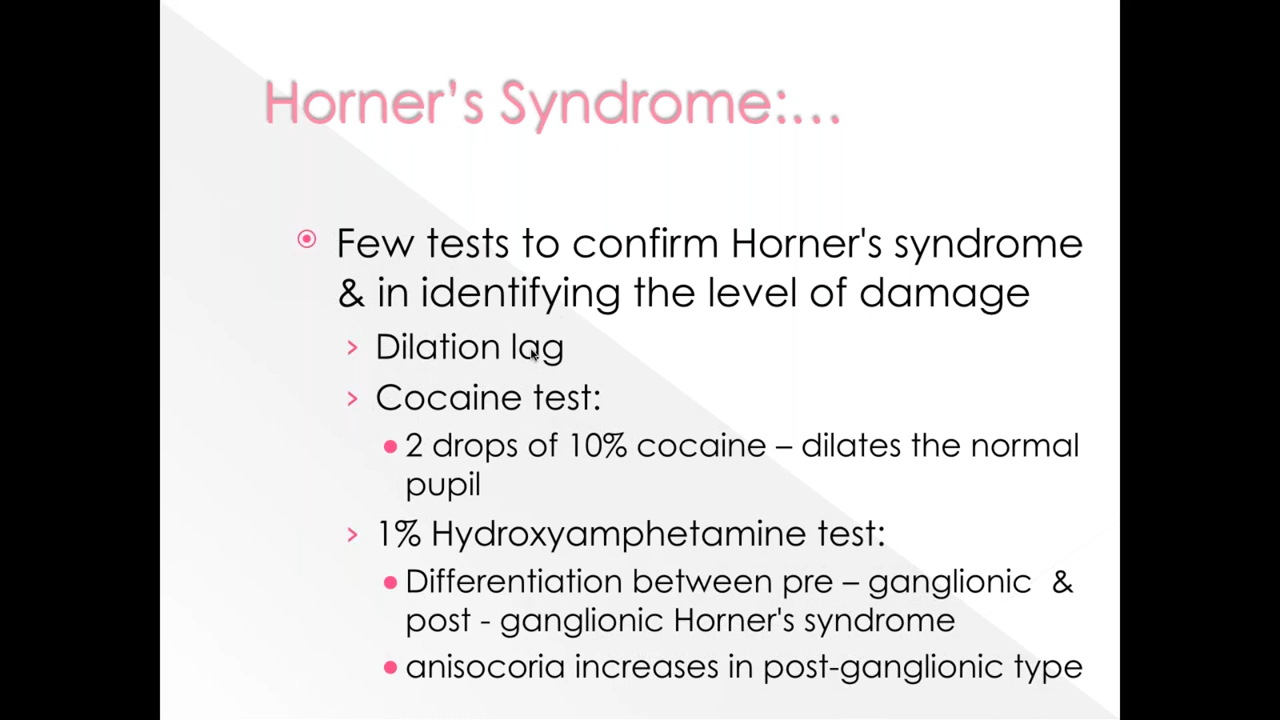 Horner's Syndrome:...
Few tests to confirm Horner's syndrome
& in identifying the level of damage
Dilation lag
Cocaine test:
2 drops of 10% cocaine – dilates the normal
pupil
1% Hydroxyamphetamine test:
Differentiation between pre – ganglionic &
post - ganglionic Horner's syndrome
anisocoria increases in post-ganglionic type